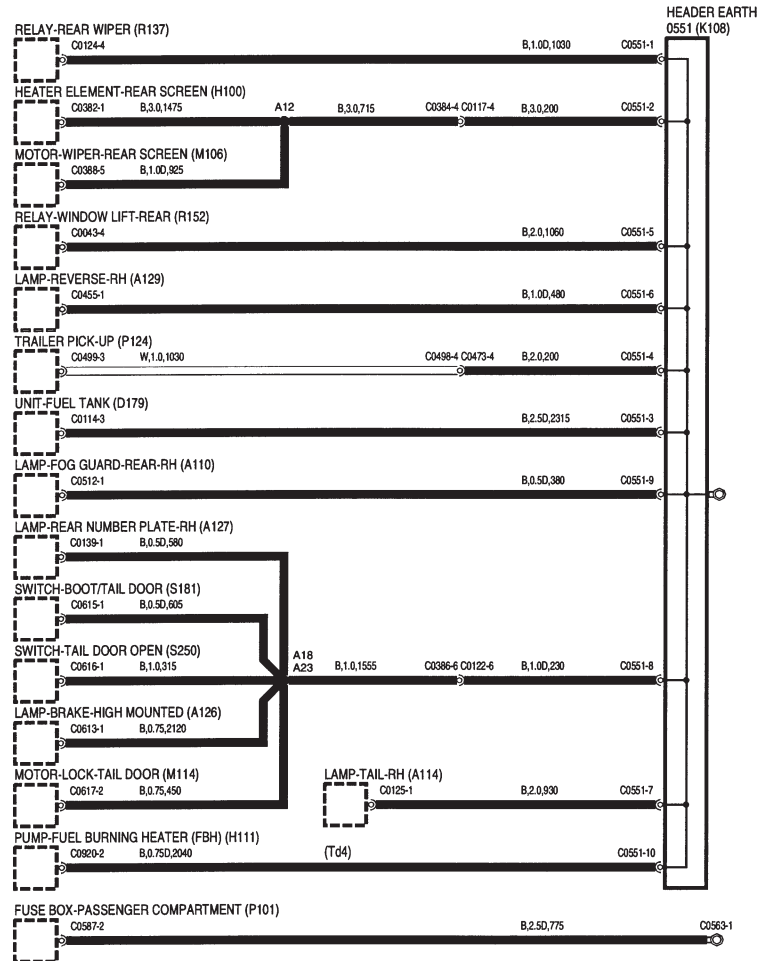 HEADER EARTH
0551 (K108)
RELAY-REAR WIPER (R137)
C0124-4 B,1.0D,1030 C0551-1
HEATER ELEMENT-REAR SCREEN (H100)
C0382-1 B,3.0,1475 A12 B,3.0,715 C0384-4 C0117-4 B,3.0,200 C0551-2
MOTOR-WIPER-REAR SCREEN (M106)
C0388-5 B,1.0D,925
RELAY-WINDOW LIFT-REAR (R152)
C0043-4 B,2.0,1060 C0551-5
LAMP-REVERSE-RH (A129)
C0455-1 B,1.0D,480 C0551-6
TRAILER PICK-UP (P124)
C0499-3 W,1.0,1030 C0498-4 C0473-4 B,2.0,200 C0551-4
UNIT-FUEL TANK (D179)
C0114-3 B,2.5D,2315 C0551-3
LAMP-FOG GUARD-REAR-RH (A110)
C0512-1 B,0.5D,380 C0551-9
LAMP-REAR NUMBER PLATE-RH (A127)
C0139-1 B,0.5D,580
SWITCH-BOOT/TAIL DOOR (S181)
C0615-1 B,0.5D,605
SWITCH-TAIL DOOR OPEN (S250)
A18
C0616-1 B,1.0,315 A23 B,1.0,1555 C0386-6 C0122-6 B,1.0D,230 C0551-8
LAMP-BRAKE-HIGH MOUNTED (A126)
C0613-1 B,0.75,2120
MOTOR-LOCK-TAIL DOOR (M114) LAMP-TAIL-RH (A114)
C0617-2 B,0.75,450 C0125-1 B,2.0,930 C0551-7
PUMP-FUEL BURNING HEATER (FBH) (H111)
C0920-2 B,0.75D,2040 (Td4) C0551-10
FUSE BOX-PASSENGER COMPARTMENT (P101)
C0587-2 B,2.5D,775 C0563-1